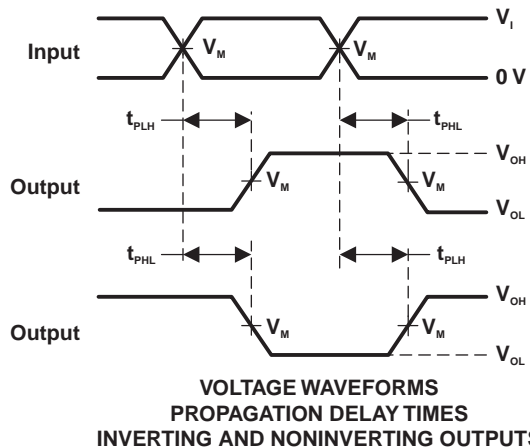 V_I
Input
V_M
V_M
0 V
t_PLH
t_PHL
V_OH
Output
V_M
V_M
V_OL
t_PHL
t_PLH
V_OH
Output
V_M
V_M
V_OL
VOLTAGE WAVEFORMS
PROPAGATION DELAY TIMES
INVERTING AND NONINVERTING OUTPUTS